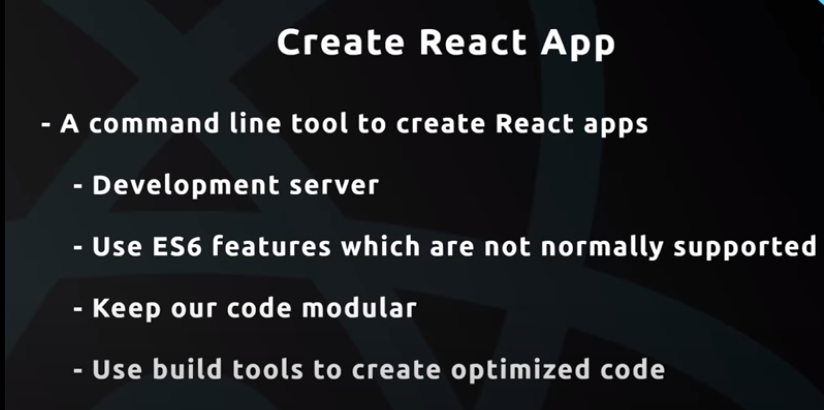 Create React App
- A command line tool to create React apps
- Development server
- Use ES6 features which are not normally supported
- Keep our code modular
- Use build tools to create optimized code